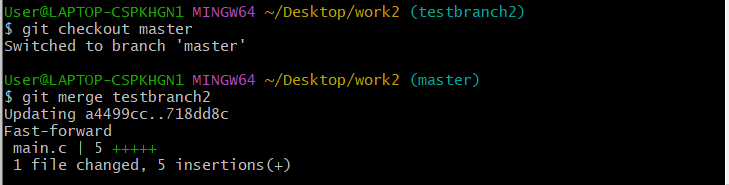 User@LAPTOP-CSPKHGN1 MINGW64 ~/Desktop/work2 (testbranch2)
$ git checkout master
Switched to branch 'master'
User@LAPTOP-CSPKHGN1 MINGW64 ~/Desktop/work2 (master)
$ git merge testbranch2
Updating a4499cc..718dd8c
Fast-forward
 main.c | 5 +++++
 1 file changed, 5 insertions(+)